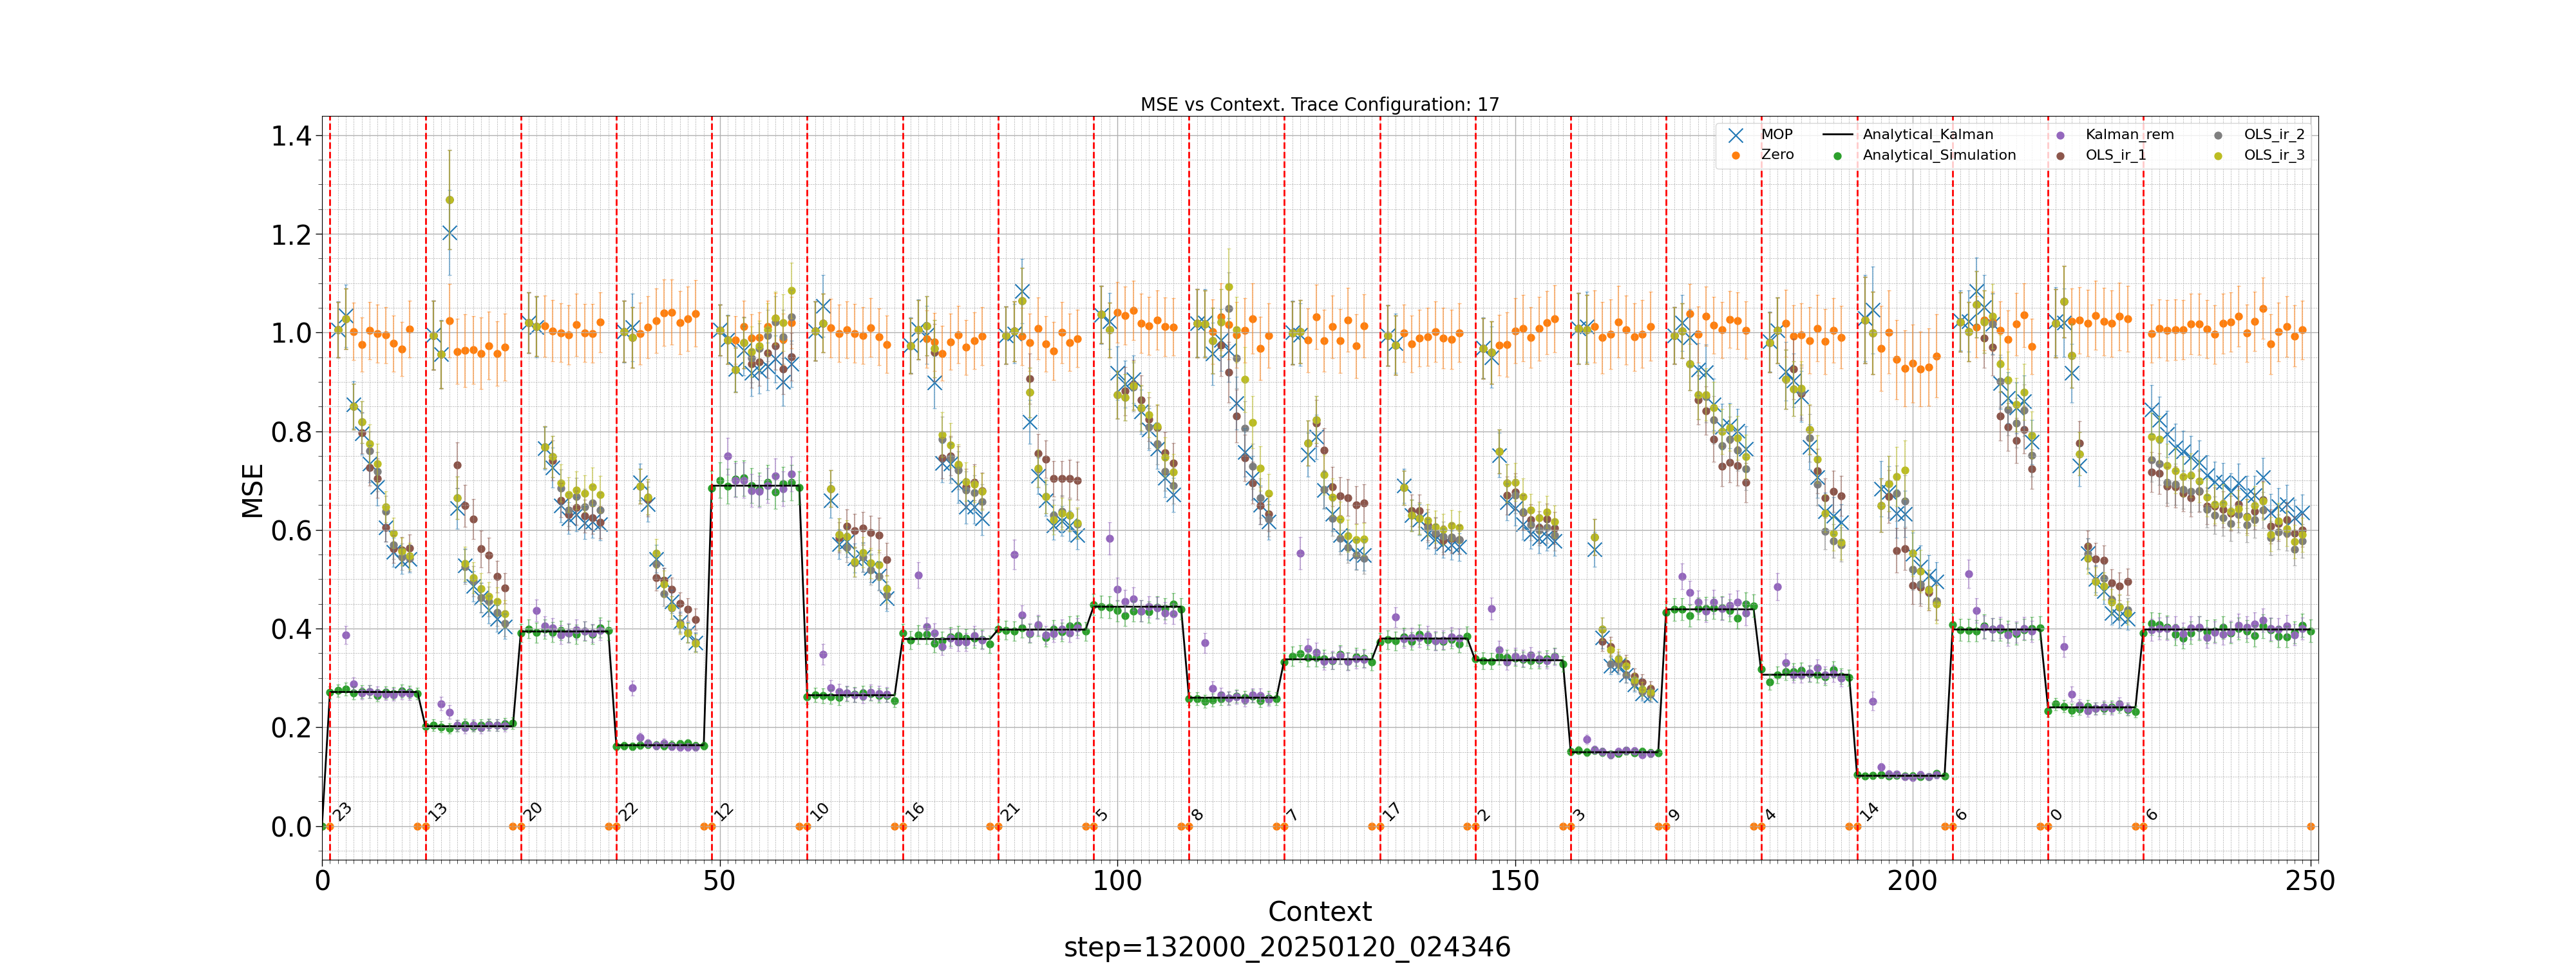 MSE vs Context. Trace Configuration: 17
MOP
Zero
Analytical_Kalman
Analytical_Simulation
Kalman_rem
OLS_ir_1
OLS_ir_2
OLS_ir_3
MSE
1.4
1.2
1.0
0.8
0.6
0.4
0.2
0.0
23 13 20 22 12 10 16 21 5 8 7 17 2 3 9 4 14 6 0 6
0 50 100 150 200 250
Context
step=132000_20250120_024346